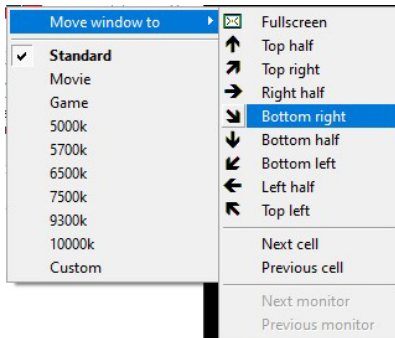 Move window to
Standard
Movie
Game
5000k
5700k
6500k
7500k
9300k
10000k
Custom
Fullscreen
Top half
Top right
Right half
Bottom right
Bottom half
Bottom left
Left half
Top left
Next cell
Previous cell
Next monitor
Previous monitor